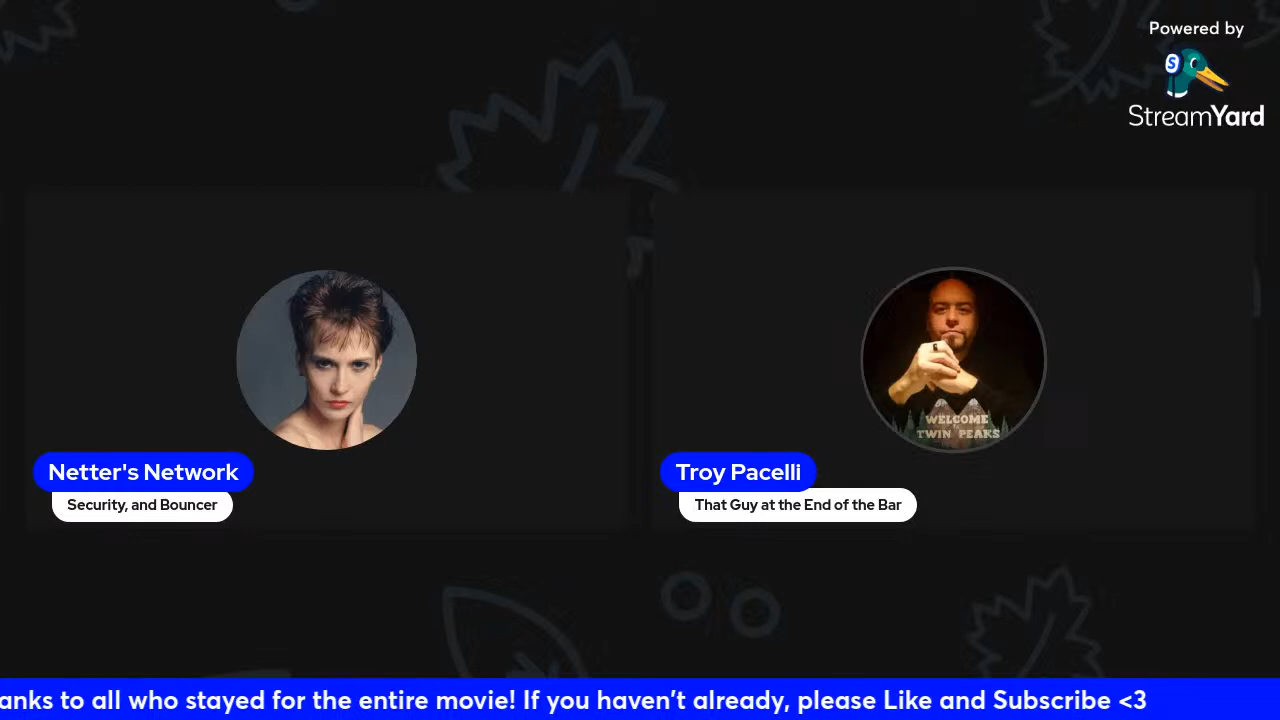 Powered by
S
StreamYard
WELCOME
TWIN PEAKS
Netter's Network
Security, and Bouncer
Troy Pacelli
That Guy at the End of the Bar
anks to all who stayed for the entire movie! If you haven't already, please Like and Subscribe <3